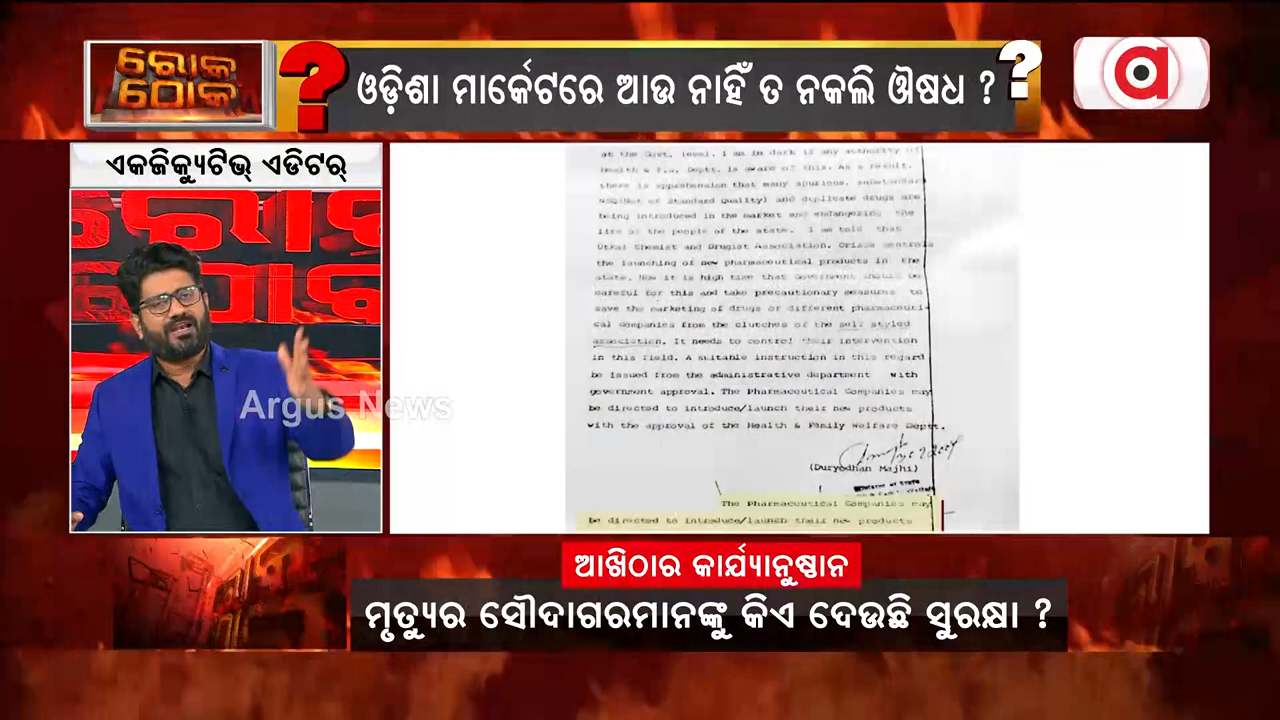 ରୋକ
ଠୋକ
ଓଡ଼ିଶା ମାର୍କେଟରେ ଆଉ ନାହିଁ ତ ନକଲି ଔଷଧ ?
a
ଏକଜିକ୍ୟୁଟିଭ୍ ଏଡିଟର୍
at the Govt. level. I am in dark if any authority of
Health & F.W. Deptt. is aware of this. As a result,
there is apprehension that many spurious, substandard
NSQ(Not of Standard quality) and duplicate drugs are
being introduced in the market and endangering the
life of the people of the state. I am told that
Utkal Chemist and Drugist Association, Orissa controls
the launching of new pharmaceutical products in the
state. Now it is high time that Government should be
careful for this and take precautionary measures to
save the marketing of drugs of different pharmaceuti-
cal Companies from the clutches of the self styled
association. It needs to control their intervention
in this field. A suitable instruction in this regard
be issued from the administrative department with
government approval. The Pharmaceutical Companies may
be directed to introduce/launch their new products
with the approval of the Health & Family Welfare Deptt.
(Duryodhan Majhi)
The Pharmaceutical Companies may
be directed to introduce/launch their new products
Argus News
ଆଖିଠାର କାର୍ଯ୍ୟାନୁଷ୍ଠାନ
ମୃତ୍ୟୁର ସୌଦାଗରମାନଙ୍କୁ କିଏ ଦେଉଛି ସୁରକ୍ଷା ?